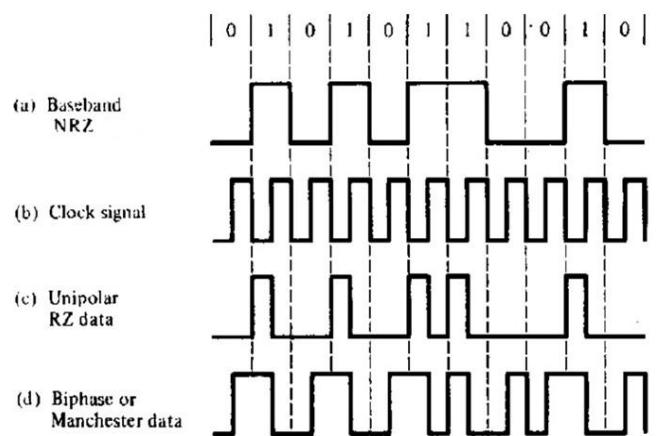 0 1 0 1 0 1 1 0 0 1 0
(a) Baseband
NRZ
(b) Clock signal
(c) Unipolar
RZ data
(d) Biphase or
Manchester data